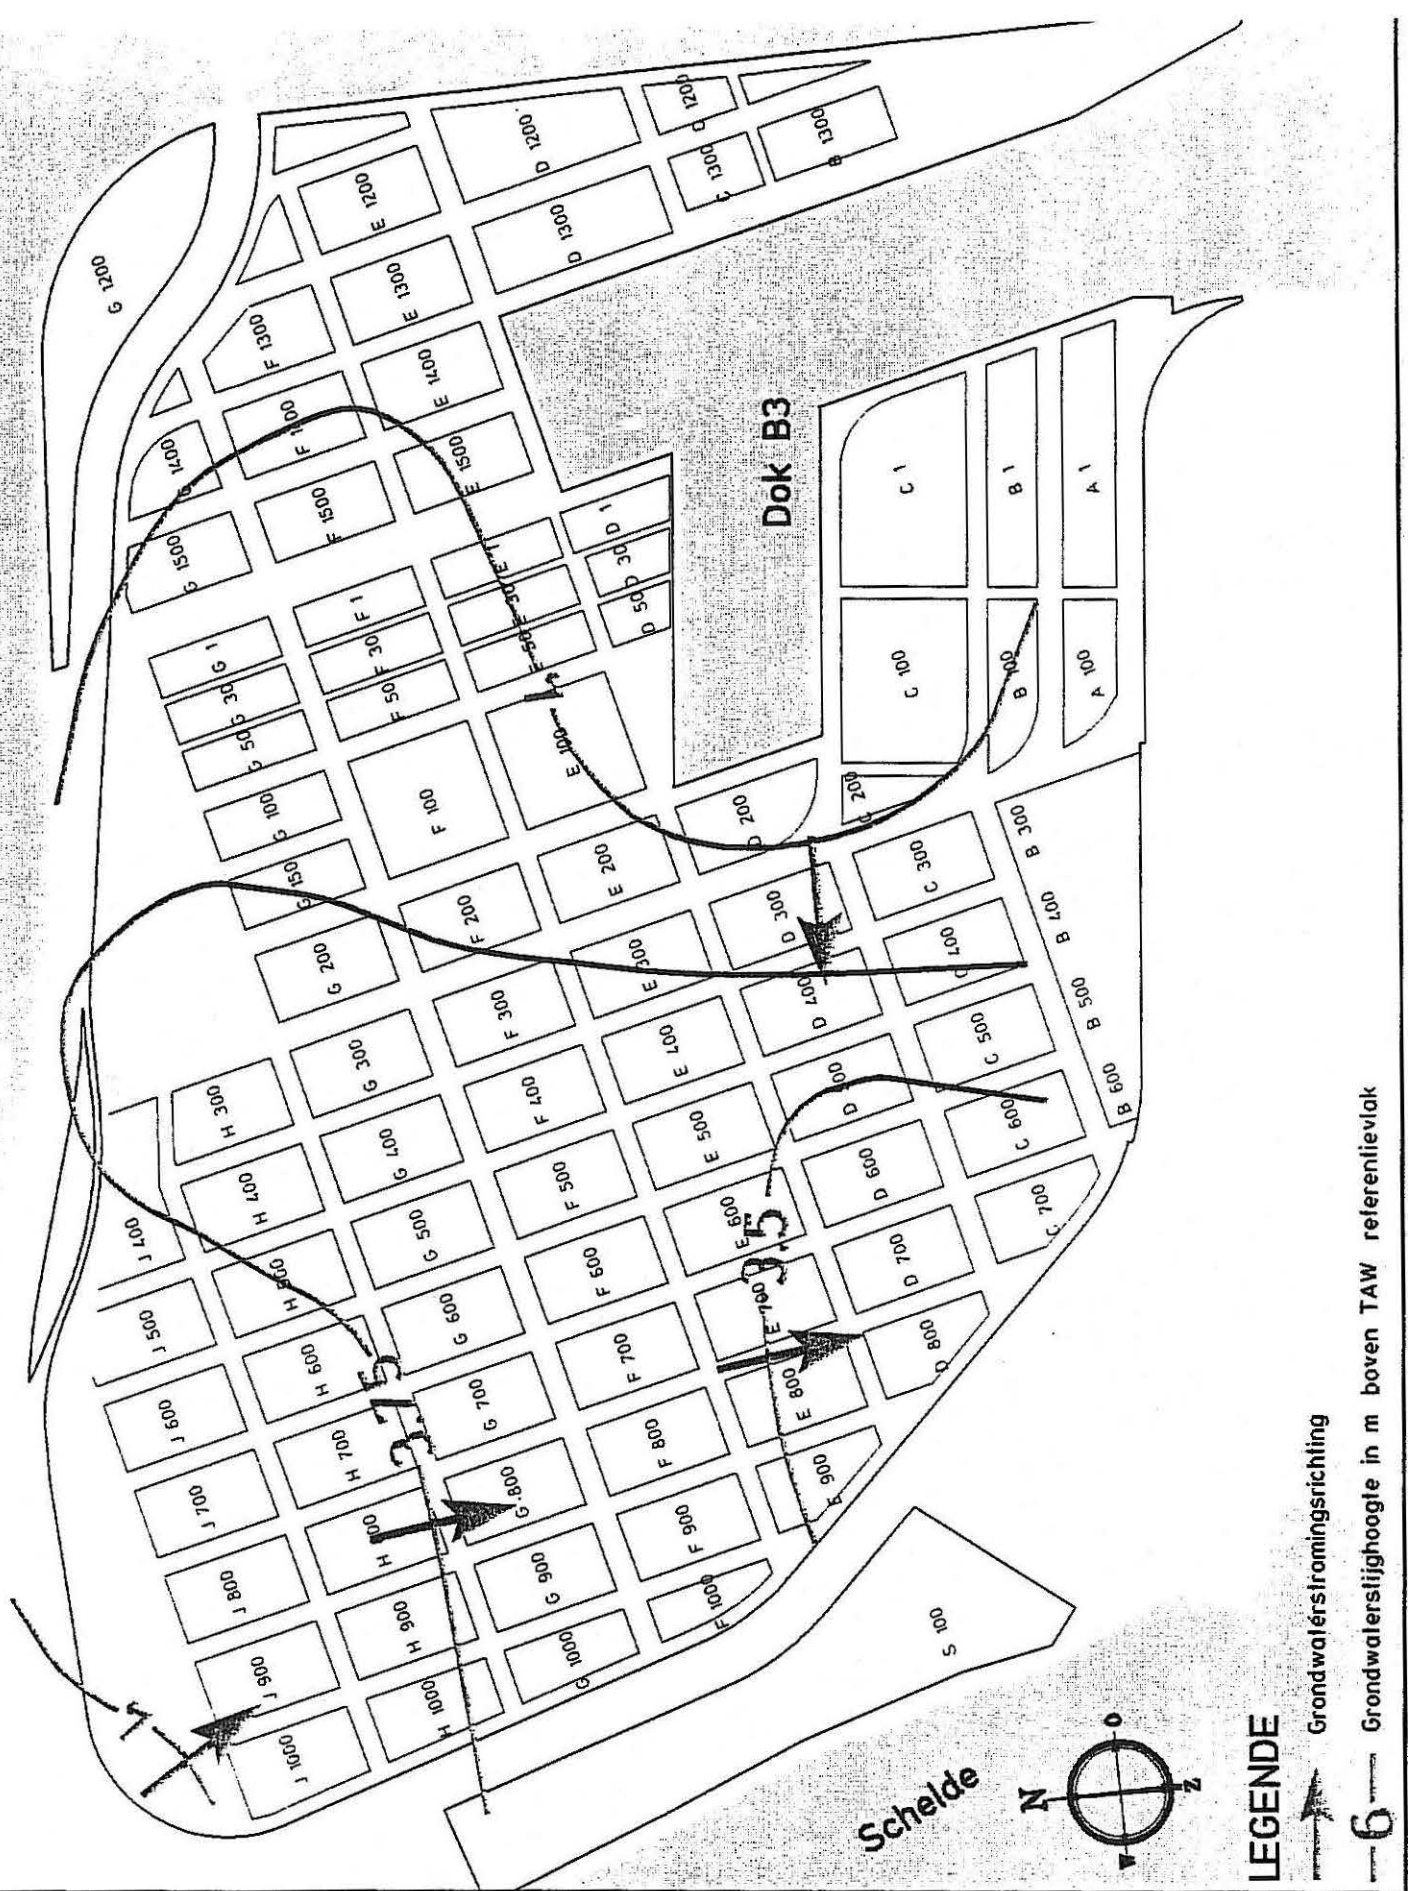 G 1200
E 1200
D 1200
C 1200
C 1300
B 1300
D 1300
E 1300
F 1300
E 1400
F 1400
1400
E 1500
F 1500
G 1500
Dok B3
C 1
B 1
A 1
D 1
D 30
D 50
E 1
E 30
E 50
F 1
F 30
F 50
G 1
G 30
G 50
G 100
F 100
E 100
C 100
B 100
A 100
G 150
G 200
F 200
E 200
D 200
C 200
B 300
C 300
D 300
E 300
F 300
G 300
H 300
B 400
C 400
D 400
E 400
F 400
G 400
H 400
J 400
B 500
C 500
E 500
F 500
G 500
J 500
B 600
C 600
D 600
E 600
F 600
G 600
H 600
J 600
C 700
D 700
E 700
F 700
G 700
H 700
J 700
D 800
E 800
F 800
G 800
J 800
E 900
F 900
G 900
H 900
J 900
F 1000
G 1000
H 1000
J 1000
S 100
Schelde
N
O
Z
W
LEGENDE
Grondwaterstromingsrichting
6 Grondwaterstijghoogte in m boven TAW referentievlak